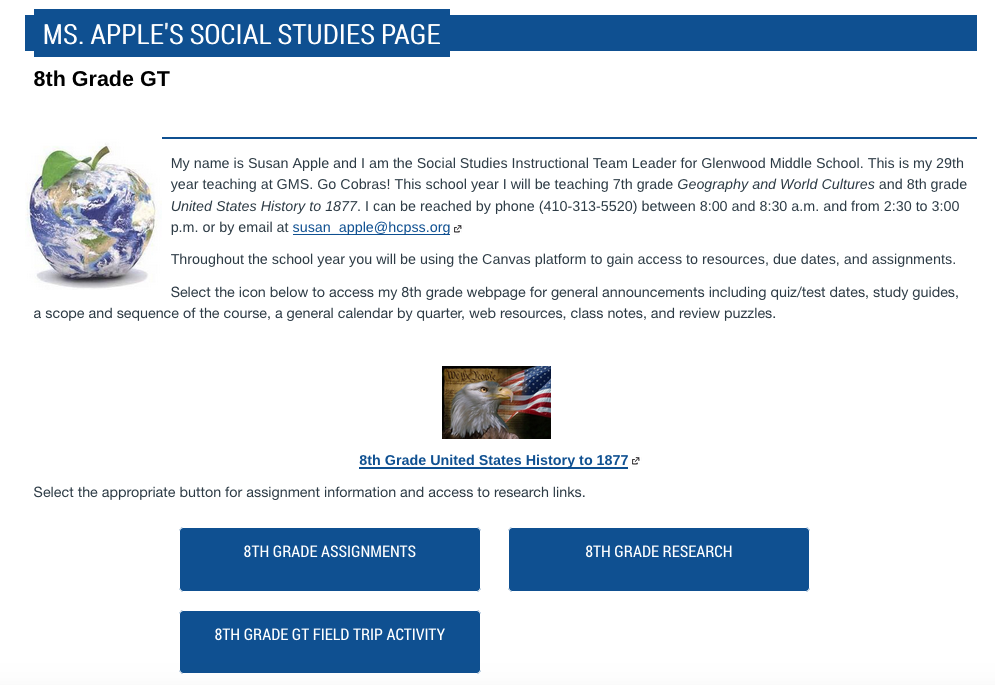 MS. APPLE'S SOCIAL STUDIES PAGE
8th Grade GT
My name is Susan Apple and I am the Social Studies Instructional Team Leader for Glenwood Middle School. This is my 29th
year teaching at GMS. Go Cobras! This school year I will be teaching 7th grade Geography and World Cultures and 8th grade
United States History to 1877. I can be reached by phone (410-313-5520) between 8:00 and 8:30 a.m. and from 2:30 to 3:00
p.m. or by email at susan_apple@hcpss.org
Throughout the school year you will be using the Canvas platform to gain access to resources, due dates, and assignments.
Select the icon below to access my 8th grade webpage for general announcements including quiz/test dates, study guides,
a scope and sequence of the course, a general calendar by quarter, web resources, class notes, and review puzzles.
We the People
8th Grade United States History to 1877
Select the appropriate button for assignment information and access to research links.
8TH GRADE ASSIGNMENTS
8TH GRADE RESEARCH
8TH GRADE GT FIELD TRIP ACTIVITY